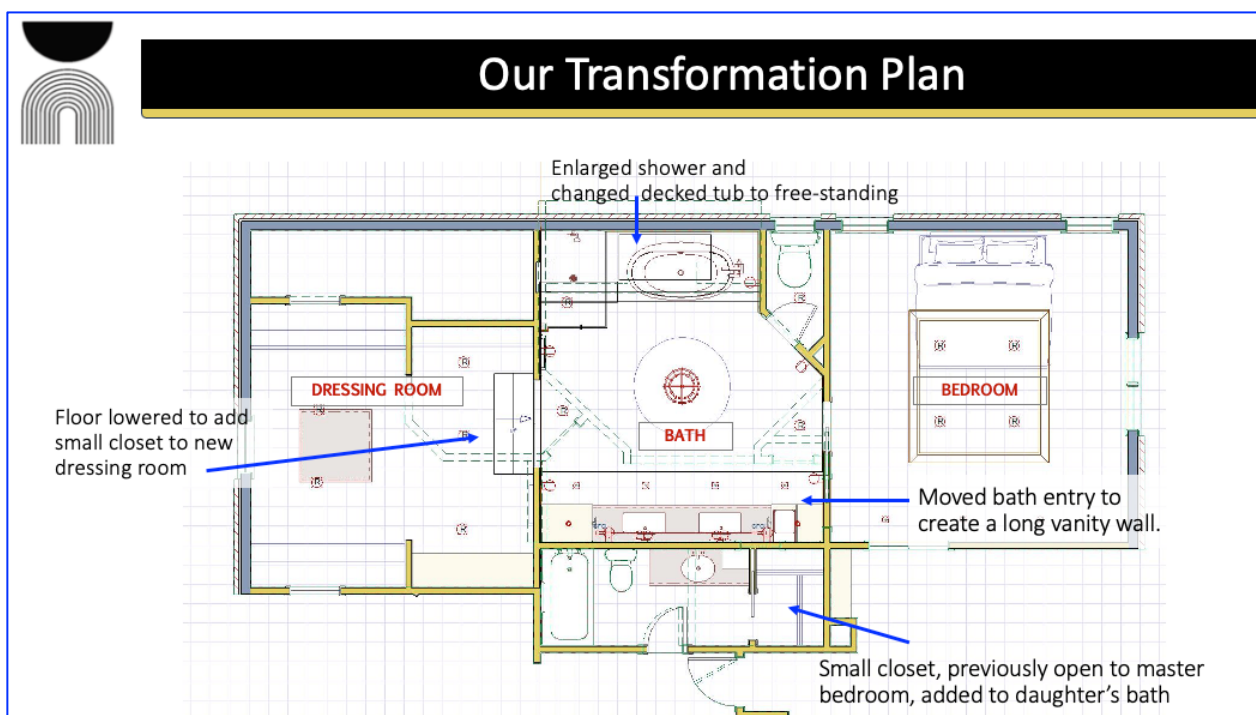 Our Transformation Plan
Enlarged shower and
changed decked tub to free-standing
DRESSING ROOM
BEDROOM
Floor lowered to add
small closet to new
dressing room
BATH
Moved bath entry to
create a long vanity wall.
Small closet, previously open to master
bedroom, added to daughter's bath